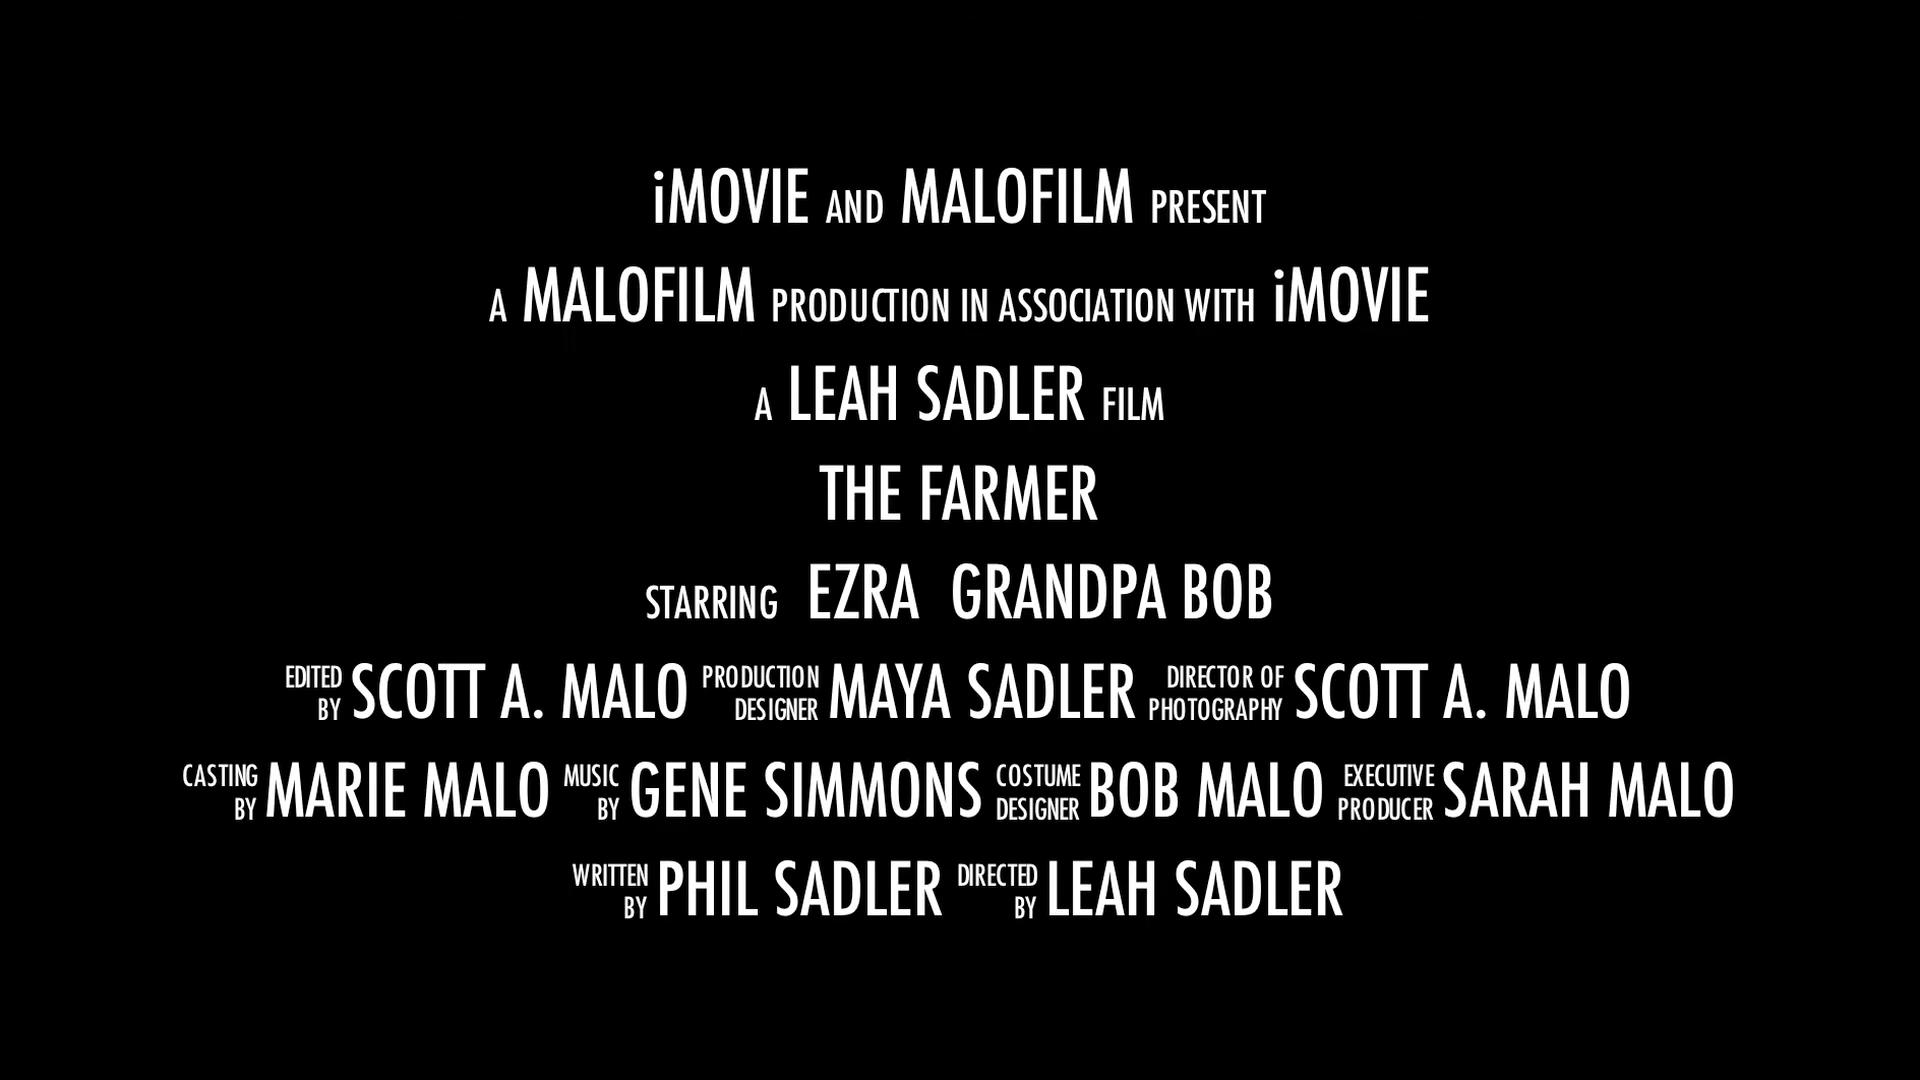 iMOVIE AND MALOFILM PRESENT
A MALOFILM PRODUCTION IN ASSOCIATION WITH iMOVIE
A LEAH SADLER FILM
THE FARMER
STARRING EZRA GRANDPA BOB
EDITED BY SCOTT A. MALO PRODUCTION DESIGNER MAYA SADLER DIRECTOR OF PHOTOGRAPHY SCOTT A. MALO
CASTING BY MARIE MALO MUSIC BY GENE SIMMONS COSTUME DESIGNER BOB MALO EXECUTIVE PRODUCER SARAH MALO
WRITTEN BY PHIL SADLER DIRECTED BY LEAH SADLER